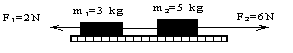 F₁=2N
m₁=3 kg
m₂=5 kg
F₂=6N